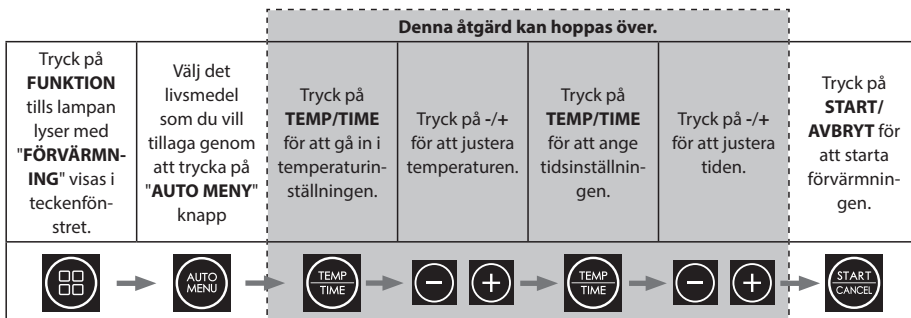 Denna åtgärd kan hoppas över.
Tryck på
FUNKTION
tills lampan
lyser med
"FÖRVÄRMN-
ING" visas i
teckenfön-
stret.
Välj det
livsmedel
som du vill
tillaga genom
att trycka på
"AUTO MENY"
knapp
Tryck på
TEMP/TIME
för att gå in i
temperaturin-
ställningen.
Tryck på -/+
för att justera
temperaturen.
Tryck på
TEMP/TIME
för att ange
tidsinställnin-
gen.
Tryck på -/+
för att justera
tiden.
Tryck på
START/
AVBRYT för
att starta
förvärmnin-
gen.
AUTO
MENU
TEMP
TIME
− +
TEMP
TIME
− +
START
CANCEL